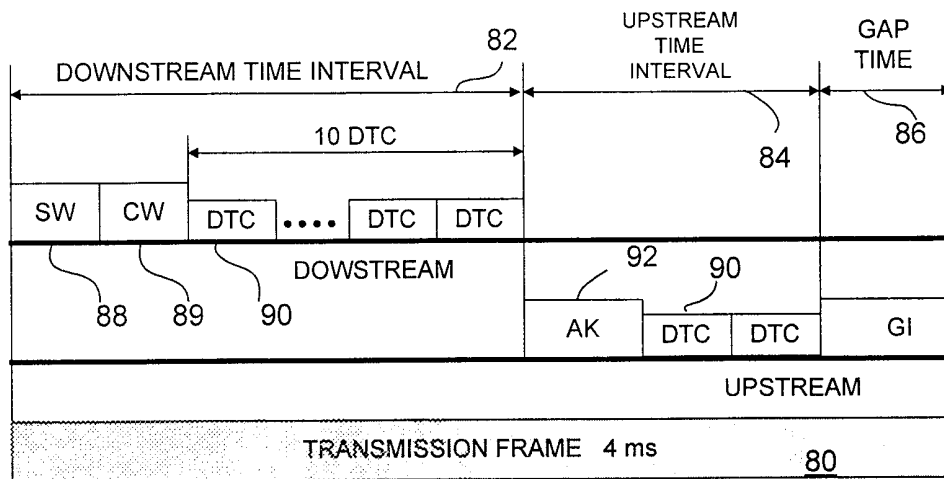 DOWNSTREAM TIME INTERVAL
82
UPSTREAM
TIME
INTERVAL
GAP
TIME
84
86
10 DTC
SW
CW
DTC
....
DTC
DTC
DOWSTREAM
88
89
90
92
90
AK
DTC
DTC
GI
UPSTREAM
TRANSMISSION FRAME 4 ms
80